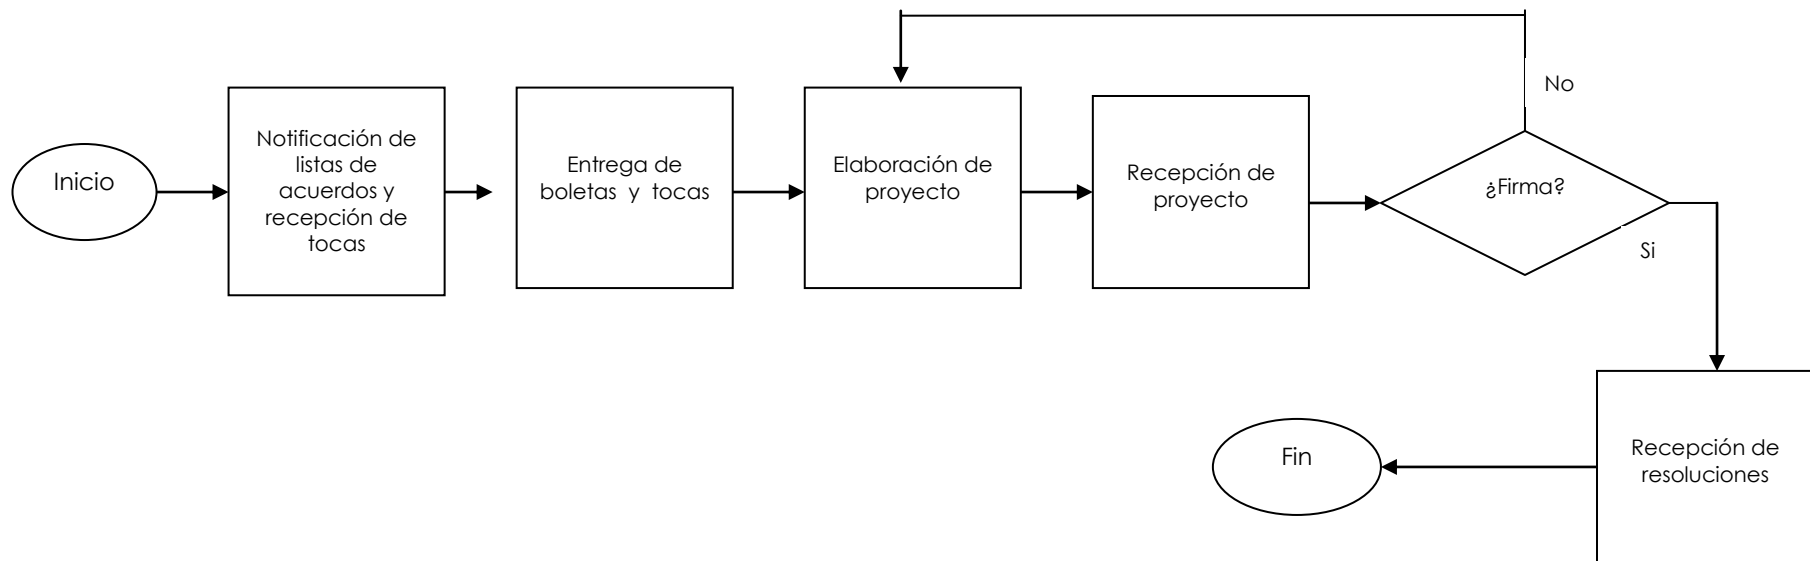 Inicio
Notificación de
listas de
acuerdos y
recepción de
tocas
Entrega de
boletas y tocas
Elaboración de
proyecto
Recepción de
proyecto
¿Firma?
No
Si
Recepción de
resoluciones
Fin